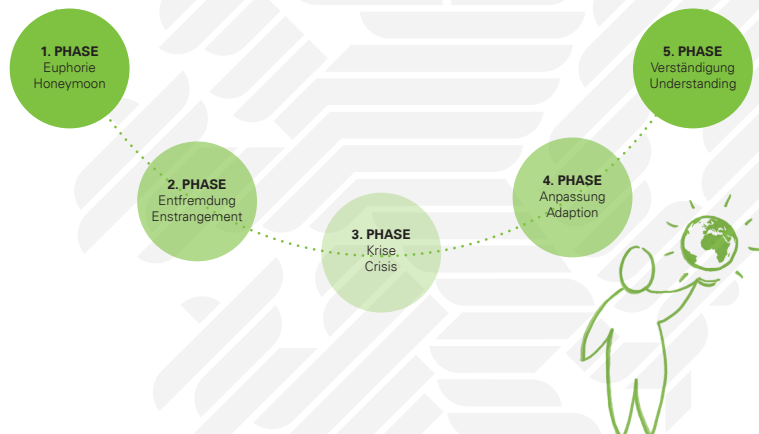 1. PHASE
Euphorie
Honeymoon
2. PHASE
Entfremdung
Enstrangement
3. PHASE
Krise
Crisis
4. PHASE
Anpassung
Adaption
5. PHASE
Verständigung
Understanding